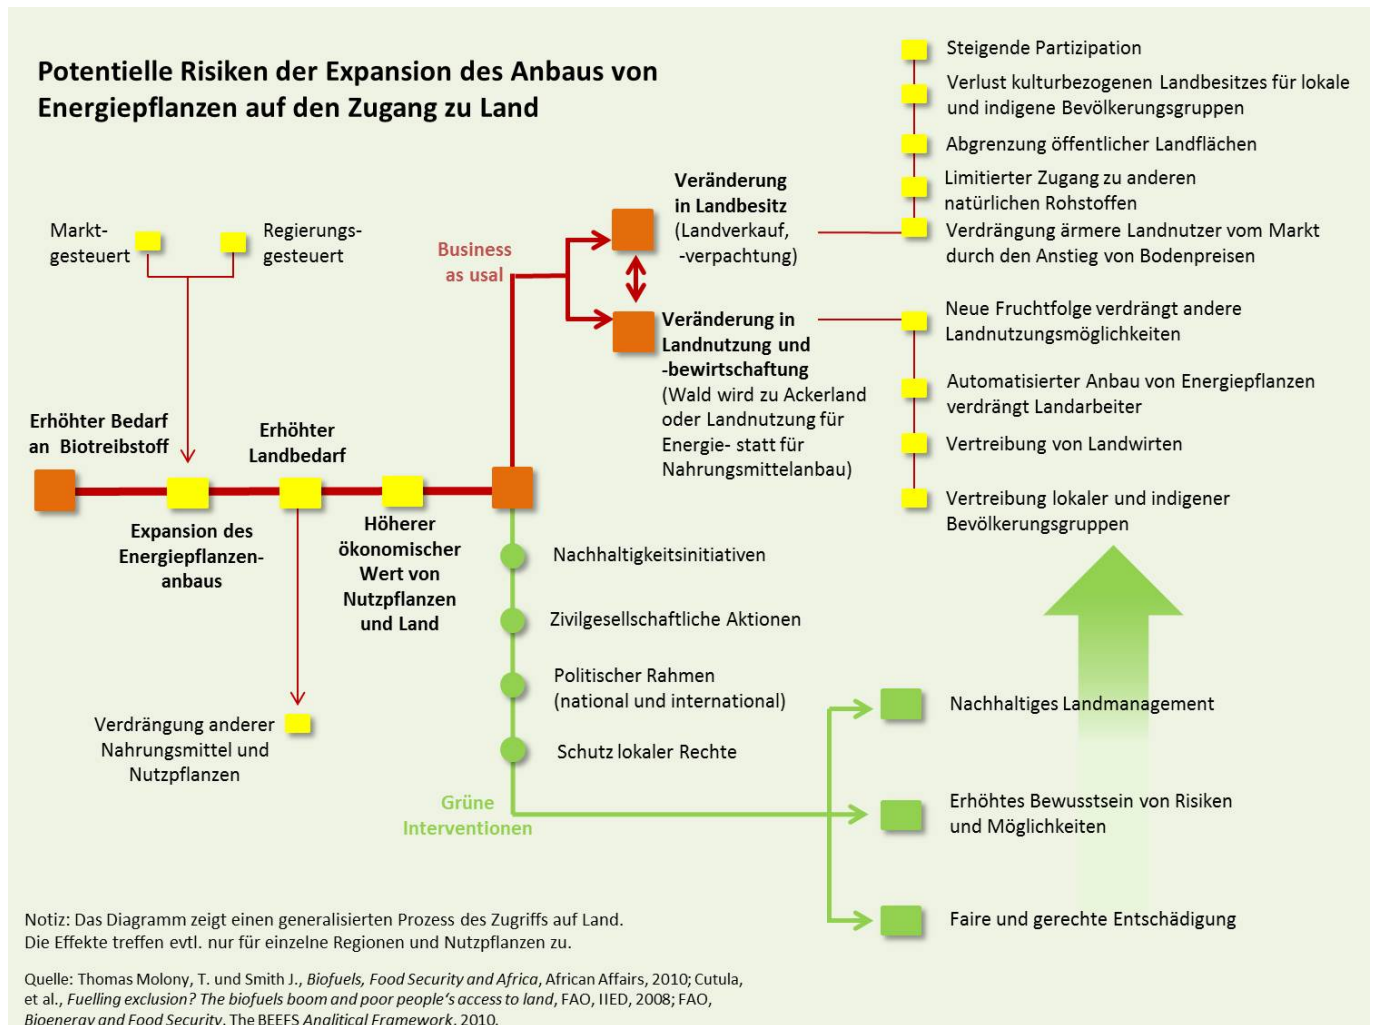 Potentielle Risiken der Expansion des Anbaus von
Energiepflanzen auf den Zugang zu Land
Markt-
gesteuert
Regierungs-
gesteuert
Erhöhter Bedarf
an Biotreibstoff
Expansion des
Energiepflanzen-
anbaus
Erhöhter
Landbedarf
Verdrängung anderer
Nahrungsmittel und
Nutzpflanzen
Höherer
ökonomischer
Wert von
Nutzpflanzen
und Land
Business
as usal
Veränderung
in Landbesitz
(Landverkauf,
-verpachtung)
Veränderung in
Landnutzung und
-bewirtschaftung
(Wald wird zu Ackerland
oder Landnutzung für
Energie- statt für
Nahrungsmittelanbau)
Steigende Partizipation
Verlust kulturbezogenen Landbesitzes für lokale
und indigene Bevölkerungsgruppen
Abgrenzung öffentlicher Landflächen
Limitierter Zugang zu anderen
natürlichen Rohstoffen
Verdrängung ärmere Landnutzer vom Markt
durch den Anstieg von Bodenpreisen
Neue Fruchtfolge verdrängt andere
Landnutzungsmöglichkeiten
Automatisierter Anbau von Energiepflanzen
verdrängt Landarbeiter
Vertreibung von Landwirten
Vertreibung lokaler und indigener
Bevölkerungsgruppen
Nachhaltigkeitsinitiativen
Zivilgesellschaftliche Aktionen
Politischer Rahmen
(national und international)
Schutz lokaler Rechte
Grüne
Interventionen
Nachhaltiges Landmanagement
Erhöhtes Bewusstsein von Risiken
und Möglichkeiten
Faire und gerechte Entschädigung
Notiz: Das Diagramm zeigt einen generalisierten Prozess des Zugriffs auf Land.
Die Effekte treffen evtl. nur für einzelne Regionen und Nutzpflanzen zu.
Quelle: Thomas Molony, T. und Smith J., Biofuels, Food Security and Africa, African Affairs, 2010; Cutula,
et al., Fuelling exclusion? The biofuels boom and poor people's access to land, FAO, IIED, 2008; FAO,
Bioenergy and Food Security, The BEEFS Analitical Framework, 2010.